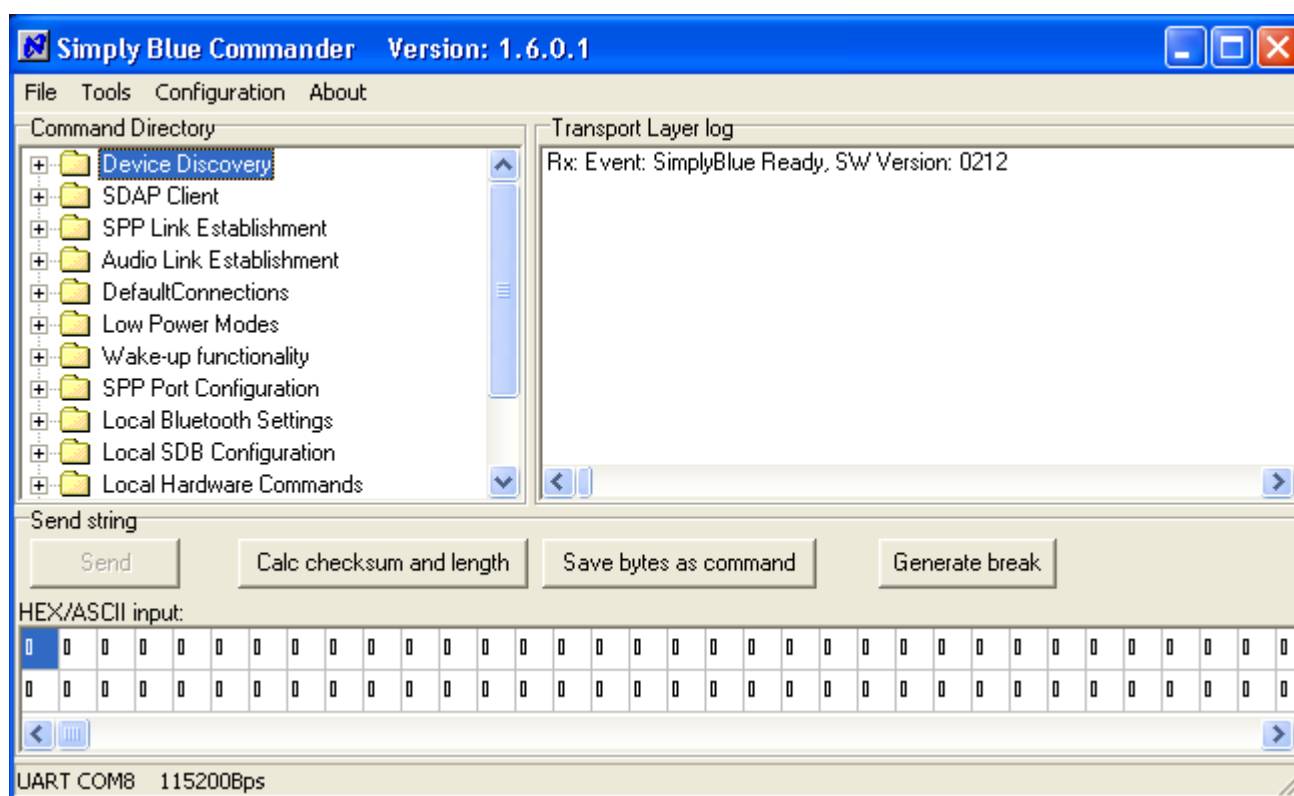 Simply Blue Commander Version: 1.6.0.1
File Tools Configuration About
Command Directory
Device Discovery
SDAP Client
SPP Link Establishment
Audio Link Establishment
DefaultConnections
Low Power Modes
Wake-up functionality
SPP Port Configuration
Local Bluetooth Settings
Local SDB Configuration
Local Hardware Commands
Transport Layer log
Rx: Event: SimplyBlue Ready, SW Version: 0212
Send string
Send Calc checksum and length Save bytes as command Generate break
HEX/ASCII input:
UART COM8 115200Bps